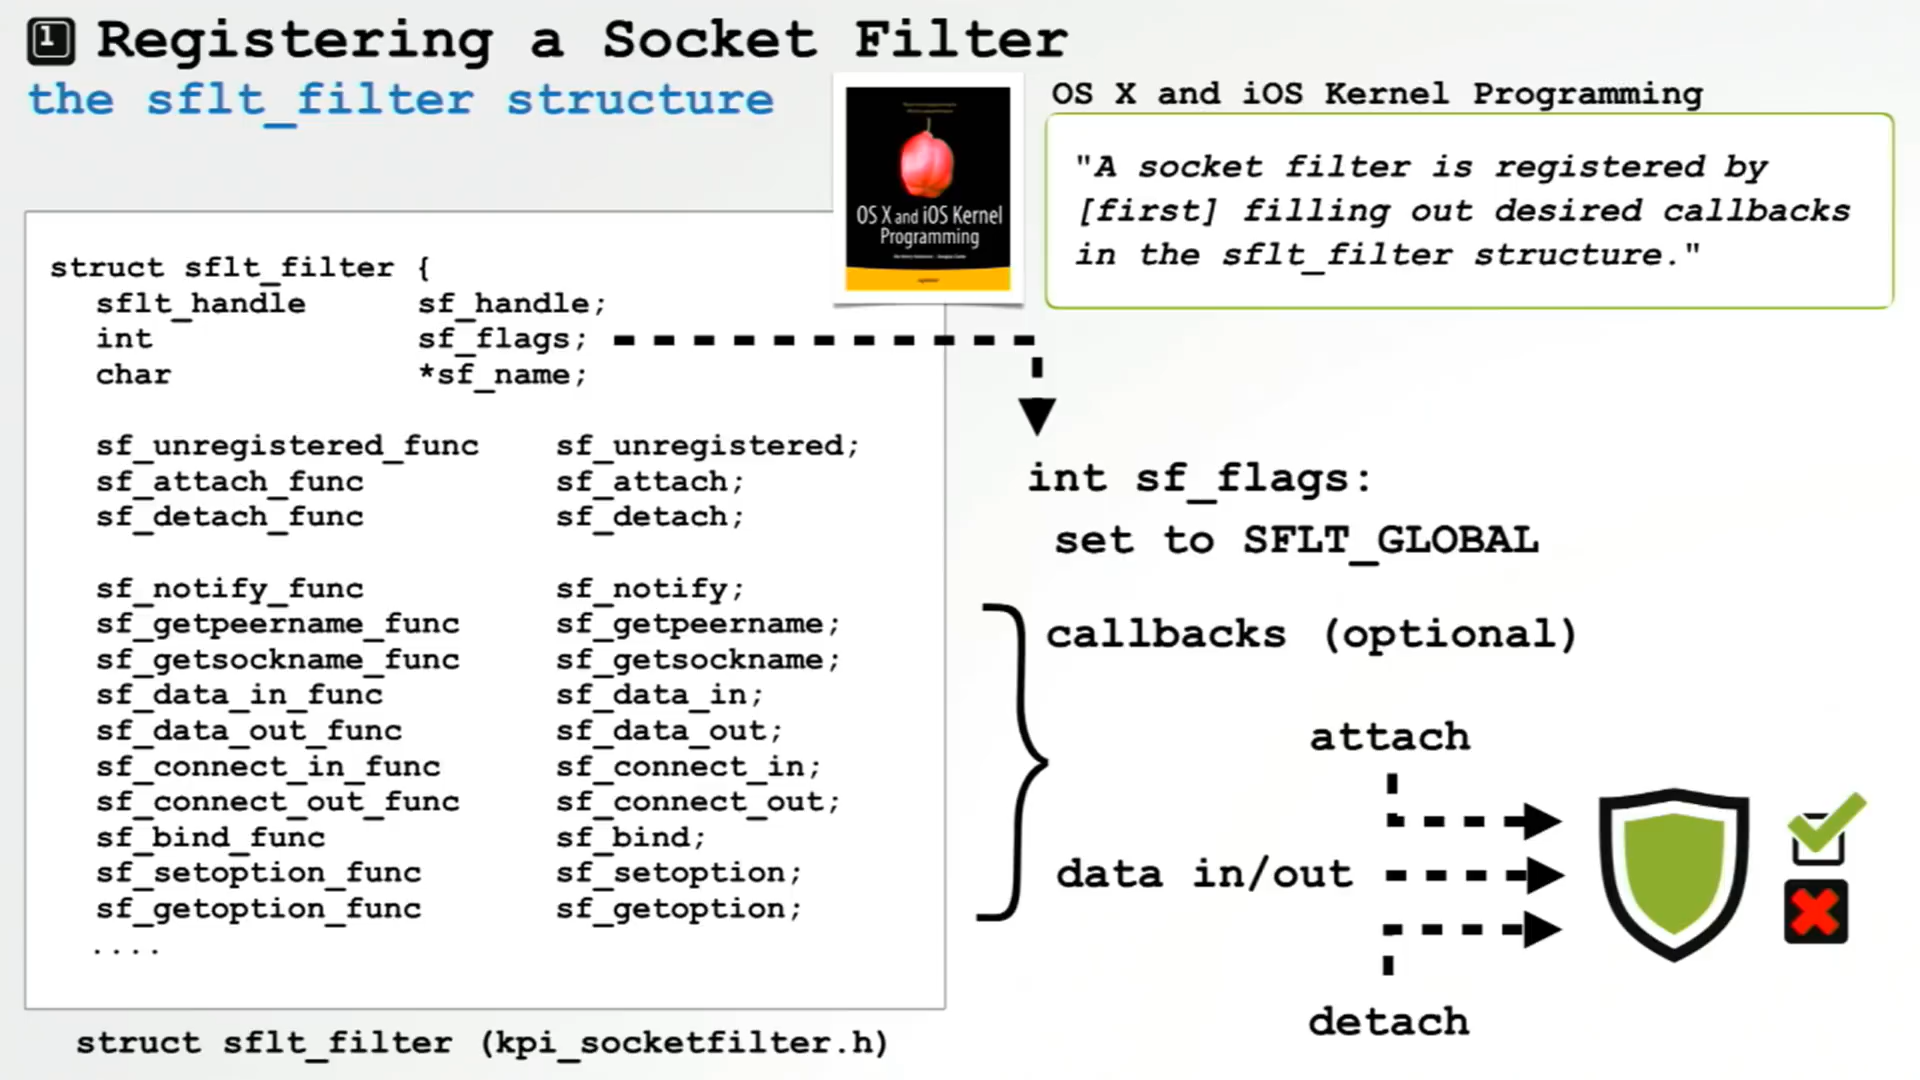 1 Registering a Socket Filter
the sflt_filter structure
OS X and iOS Kernel
Programming
OS X and iOS Kernel Programming
"A socket filter is registered by
[first] filling out desired callbacks
in the sflt_filter structure."
struct sflt_filter {
sflt_handle sf_handle;
int sf_flags;
char *sf_name;
sf_unregistered_func sf_unregistered;
sf_attach_func sf_attach;
sf_detach_func sf_detach;
sf_notify_func sf_notify;
sf_getpeername_func sf_getpeername;
sf_getsockname_func sf_getsockname;
sf_data_in_func sf_data_in;
sf_data_out_func sf_data_out;
sf_connect_in_func sf_connect_in;
sf_connect_out_func sf_connect_out;
sf_bind_func sf_bind;
sf_setoption_func sf_setoption;
sf_getoption_func sf_getoption;
....
struct sflt_filter (kpi_socketfilter.h)
int sf_flags:
set to SFLT_GLOBAL
callbacks (optional)
attach
data in/out
detach